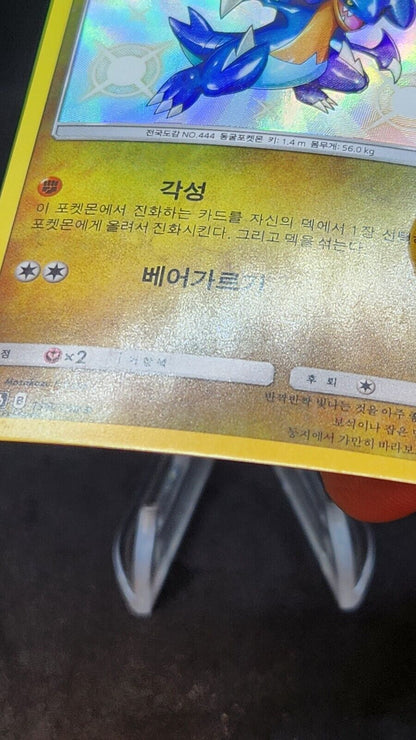 전국도감 NO.444 동굴포켓몬 키: 1.4 m 몸무게: 56.0 kg
각성
이 포켓몬에서 진화하는 카드를 자신의 덱에서 1장 선택
포켓몬에게 올려서 진화시킨다. 그리고 덱을 섞는다.
베어가르기
점 ×2 저항력
후퇴
반짝반짝 빛나는 것을 아주
보석이나 잡은
둥지에서 가만히 바라보
B